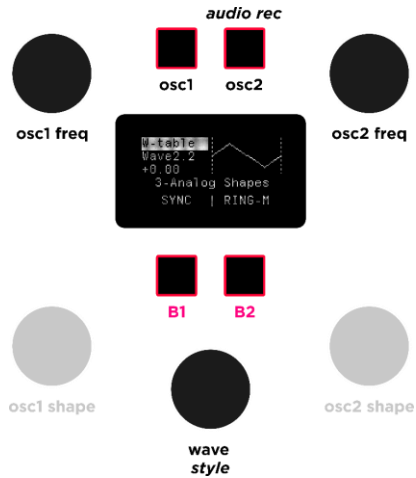 audio rec
osc1 osc2
osc1 freq osc2 freq
W-table
Wave2.2
+0.00
3-Analog Shapes
SYNC | RING-M
B1 B2
osc1 shape osc2 shape
wave
style